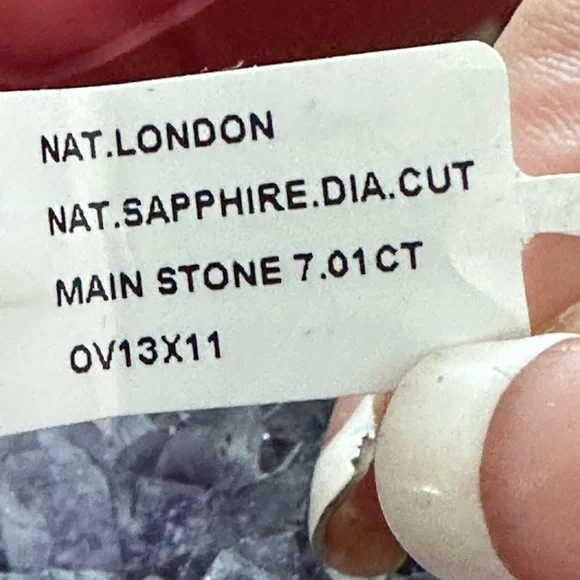 NAT.LONDON
NAT.SAPPHIRE.DIA.CUT
MAIN STONE 7.01CT
OV13X11